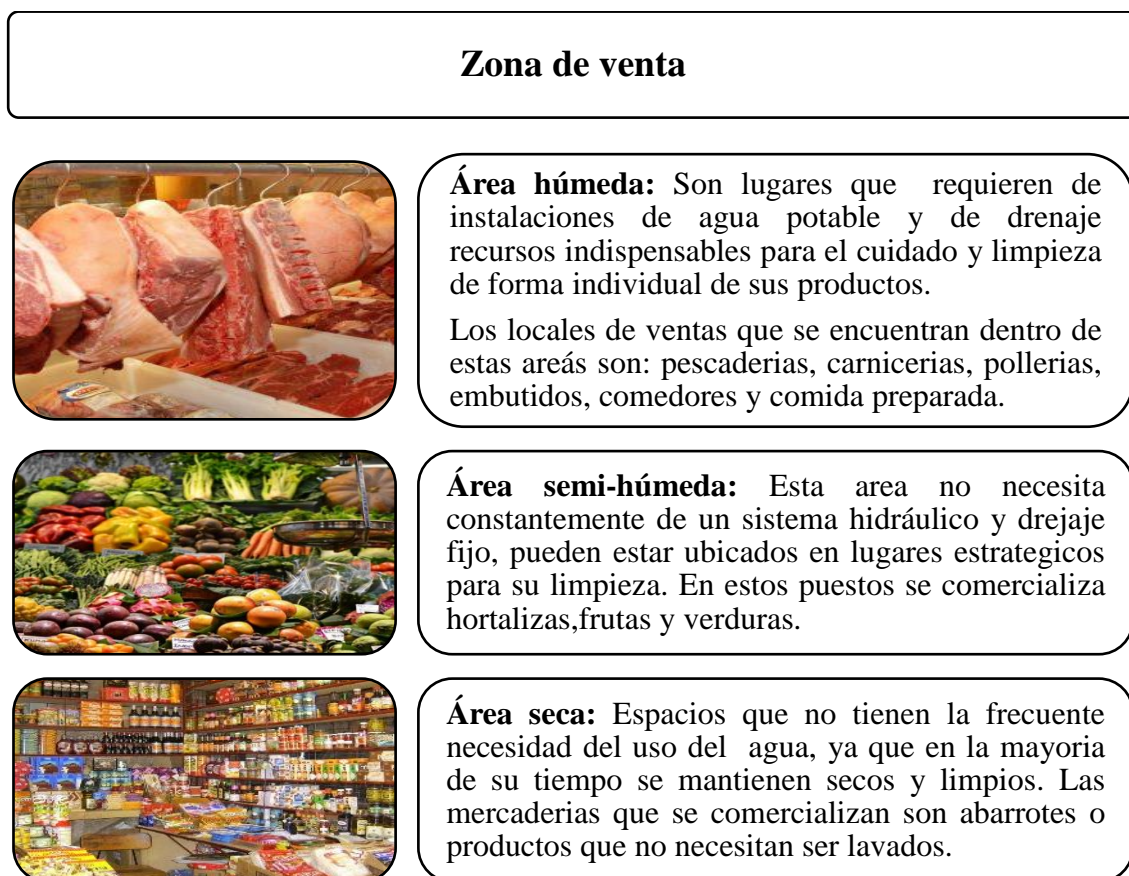 Zona de venta
Área húmeda: Son lugares que requieren de
instalaciones de agua potable y de drenaje
recursos indispensables para el cuidado y limpieza
de forma individual de sus productos.
Los locales de ventas que se encuentran dentro de
estas areás son: pescaderias, carnicerias, pollerias,
embutidos, comedores y comida preparada.
Área semi-húmeda: Esta area no necesita
constantemente de un sistema hidráulico y drejaje
fijo, pueden estar ubicados en lugares estrategicos
para su limpieza. En estos puestos se comercializa
hortalizas,frutas y verduras.
Área seca: Espacios que no tienen la frecuente
necesidad del uso del agua, ya que en la mayoria
de su tiempo se mantienen secos y limpios. Las
mercaderias que se comercializan son abarrotes o
productos que no necesitan ser lavados.